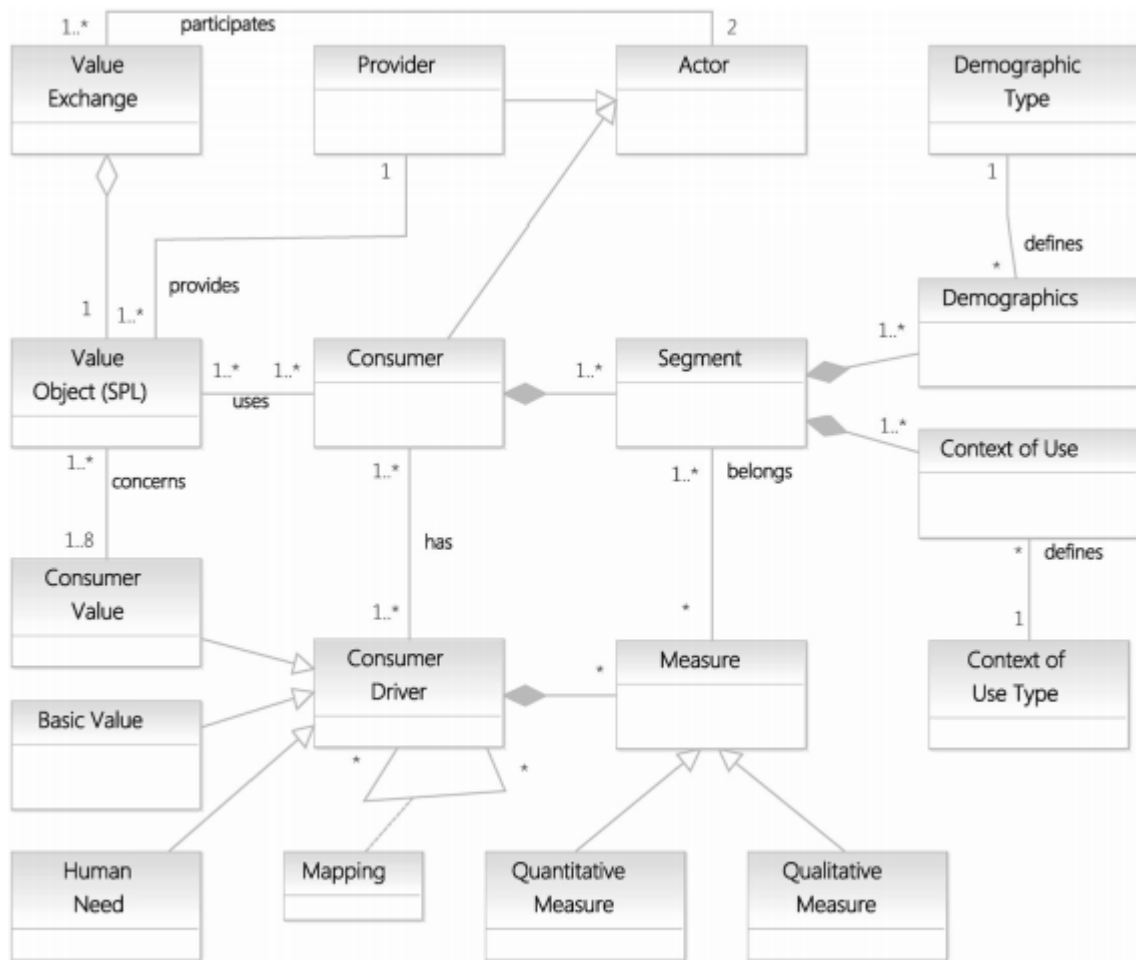 1..*
participates
2
Value
Exchange
Provider
Actor
Demographic
Type
1
1
defines
*
provides
1
1..*
Demographics
1..*
Value
Object (SPL)
1..*
1..*
uses
Consumer
1..*
Segment
1..*
Context of Use
1..*
concerns
1..*
1..*
belongs
has
1..8
*
defines
Consumer
Value
1..*
*
1
Consumer
Driver
*
Measure
Context of
Use Type
Basic Value
*
*
Human
Need
Mapping
Quantitative
Measure
Qualitative
Measure